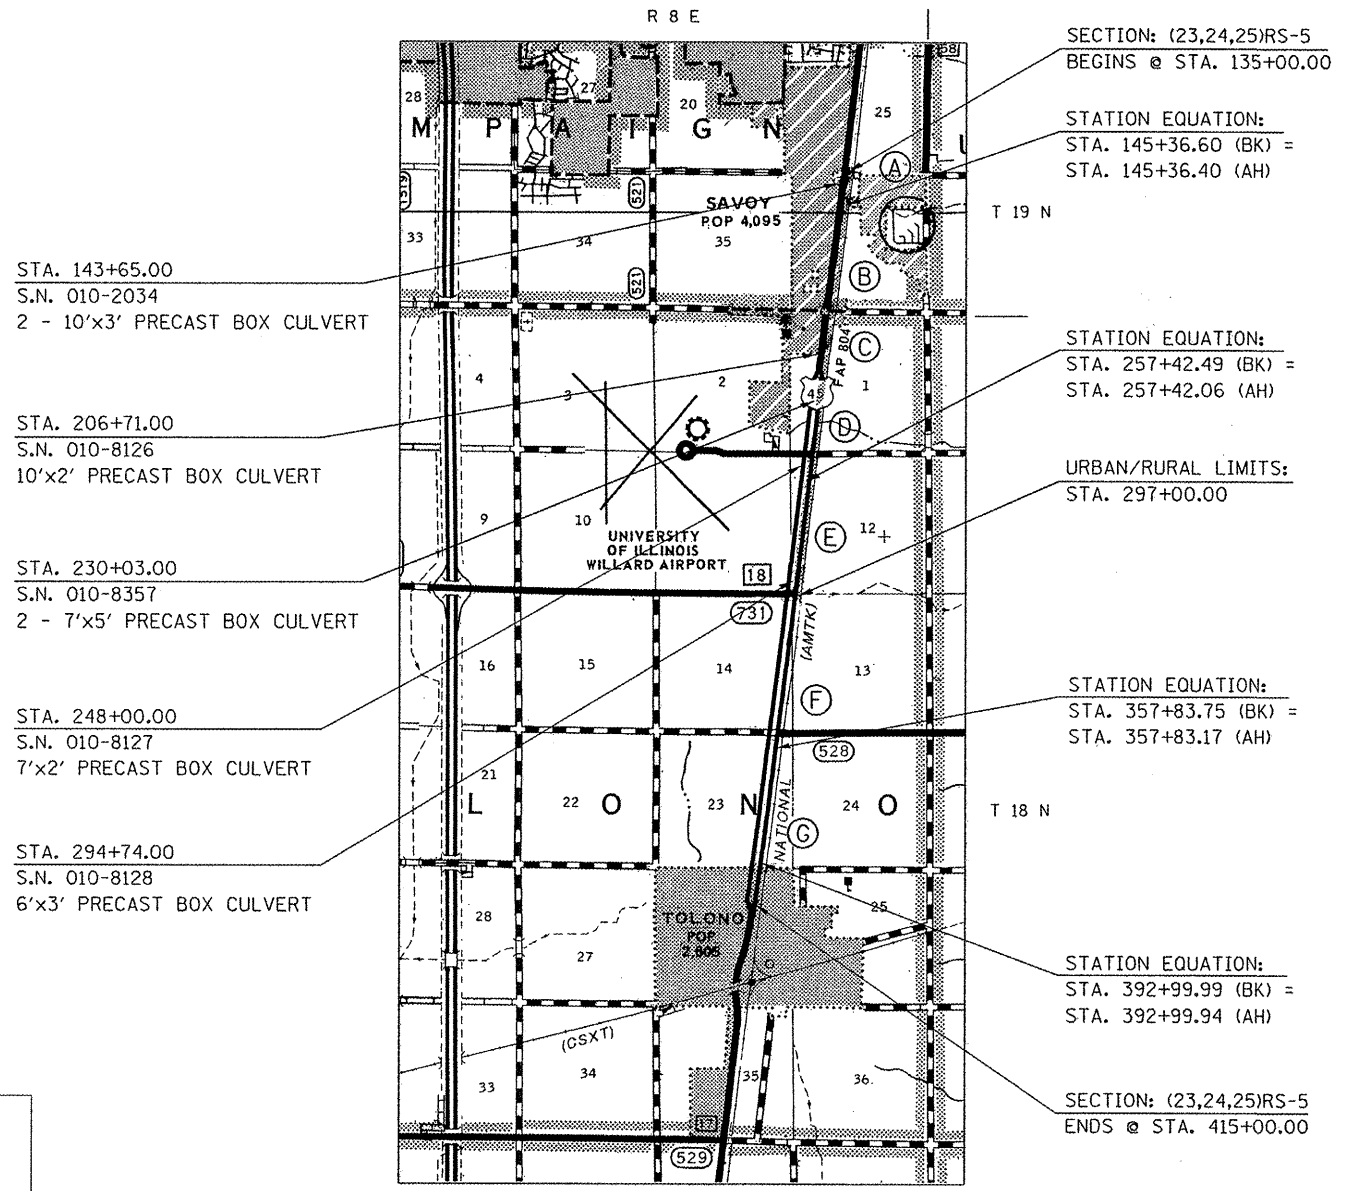 R 8 E
SECTION: (23,24,25)RS-5
BEGINS @ STA. 135+00.00
STATION EQUATION:
STA. 145+36.60 (BK) =
STA. 145+36.40 (AH)
T 19 N
STATION EQUATION:
STA. 257+42.49 (BK) =
STA. 257+42.06 (AH)
URBAN/RURAL LIMITS:
STA. 297+00.00
STATION EQUATION:
STA. 357+83.75 (BK) =
STA. 357+83.17 (AH)
T 18 N
STATION EQUATION:
STA. 392+99.99 (BK) =
STA. 392+99.94 (AH)
SECTION: (23,24,25)RS-5
ENDS @ STA. 415+00.00
STA. 143+65.00
S.N. 010-2034
2 - 10'x3' PRECAST BOX CULVERT
STA. 206+71.00
S.N. 010-8126
10'x2' PRECAST BOX CULVERT
STA. 230+03.00
S.N. 010-8357
2 - 7'x5' PRECAST BOX CULVERT
STA. 248+00.00
S.N. 010-8127
7'x2' PRECAST BOX CULVERT
STA. 294+74.00
S.N. 010-8128
6'x3' PRECAST BOX CULVERT
28
27
20
25
M P A I G N
A
521
SAVOY
POP 4,095
33
34
35
521
B
C
FAP 804
4
3
2
1
D
9
10
E
12
UNIVERSITY
OF ILLINOIS
WILLARD AIRPORT
18
731
(AMTK)
16
15
14
13
F
528
21
22
23
24
L O N O
NATIONAL
G
TOLONO
POP
28
27
25
(CSXT)
33
34
35
36
17
529